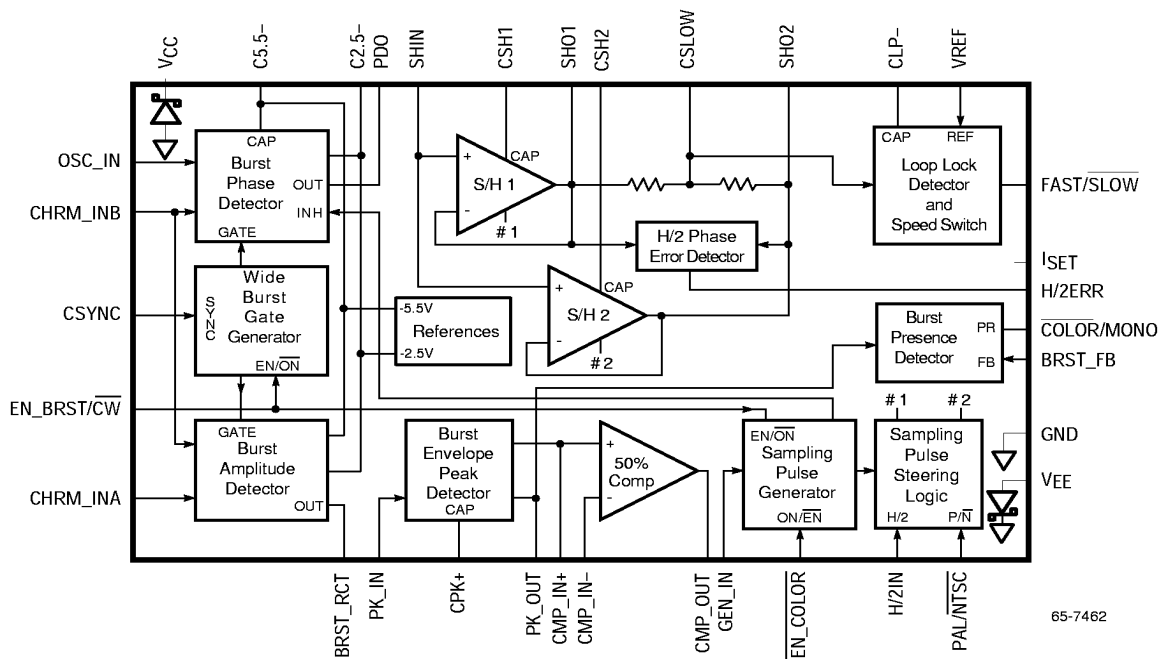 VCC
C5.5–
C2.5–
PDO
SHIN
CSH1
SHO1
CSH2
CSLOW
SHO2
CLP–
VREF
OSC_IN
CHRM_INB
CSYNC
EN_BRST/CW
CHRM_INA
CAP
Burst
Phase
Detector
OUT
INH
GATE
SYNC
Wide
Burst
Gate
Generator
EN/ON
GATE
Burst
Amplitude
Detector
OUT
+
CAP
S/H 1
-
# 1
+
CAP
S/H 2
-
# 2
-5.5V
References
-2.5V
H/2 Phase
Error Detector
CAP
REF
Loop Lock
Detector
and
Speed Switch
Burst
Presence
Detector
PR
FB
Burst
Envelope
Peak
Detector
CAP
+
50%
Comp
-
EN/ON
Sampling
Pulse
Generator
ON/EN
# 1
# 2
Sampling
Pulse
Steering
Logic
H/2
P/N
FAST/SLOW
ISET
H/2ERR
COLOR/MONO
BRST_FB
GND
VEE
BRST_RCT
PK_IN
CPK+
PK_OUT
CMP_IN+
CMP_IN–
CMP_OUT
GEN_IN
EN_COLOR
H/2IN
PAL/NTSC
65-7462